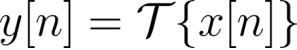 y[n] = 𝒯{x[n]}